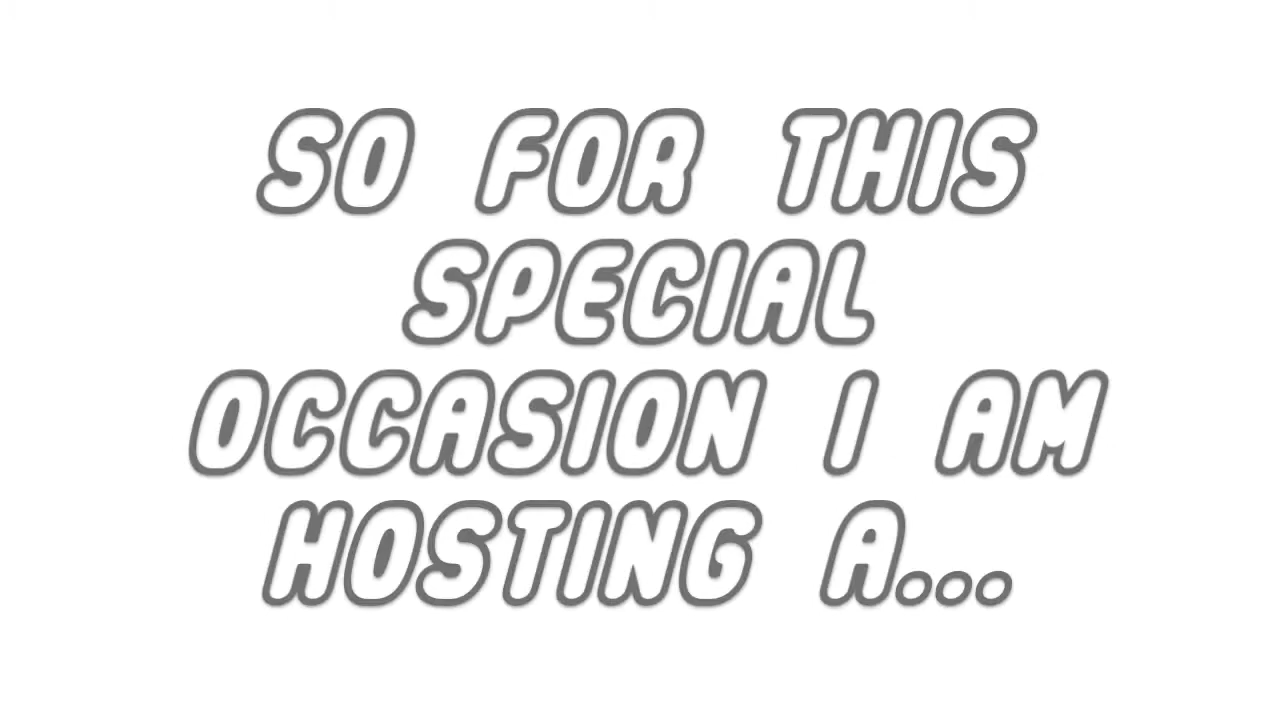 SO FOR THIS
SPECIAL
OCCASION I AM
HOSTING A...